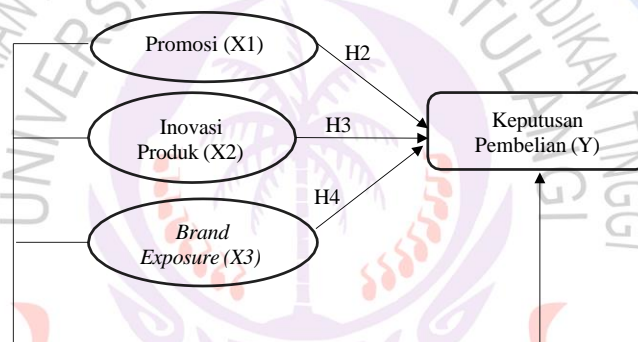 Promosi (X1)
H2
Inovasi
Produk (X2)
H3
Keputusan
Pembelian (Y)
H4
Brand
Exposure (X3)